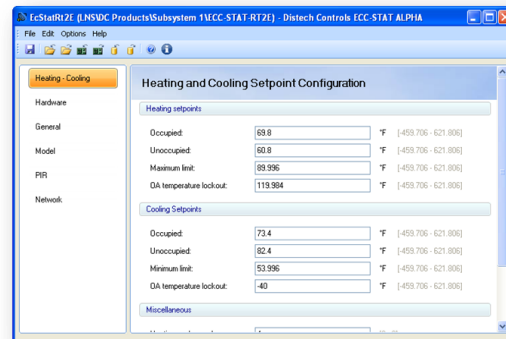 EcStatRt2E (LNS\DC Products\Subsystem 1\ECC-STAT-RT2E) - Distech Controls ECC-STAT ALPHA
File Edit Options Help
Heating - Cooling
Hardware
General
Model
PIR
Network
Heating and Cooling Setpoint Configuration
Heating setpoints
Occupied: 69.8 °F [-459.706 - 621.806]
Unoccupied: 60.8 °F [-459.706 - 621.806]
Maximum limit: 89.996 °F [-459.706 - 621.806]
OA temperature lockout: 119.984 °F [-459.706 - 621.806]
Cooling Setpoints
Occupied: 73.4 °F [-459.706 - 621.806]
Unoccupied: 82.4 °F [-459.706 - 621.806]
Minimum limit: 53.996 °F [-459.706 - 621.806]
OA temperature lockout: -40 °F [-459.706 - 621.806]
Miscellaneous